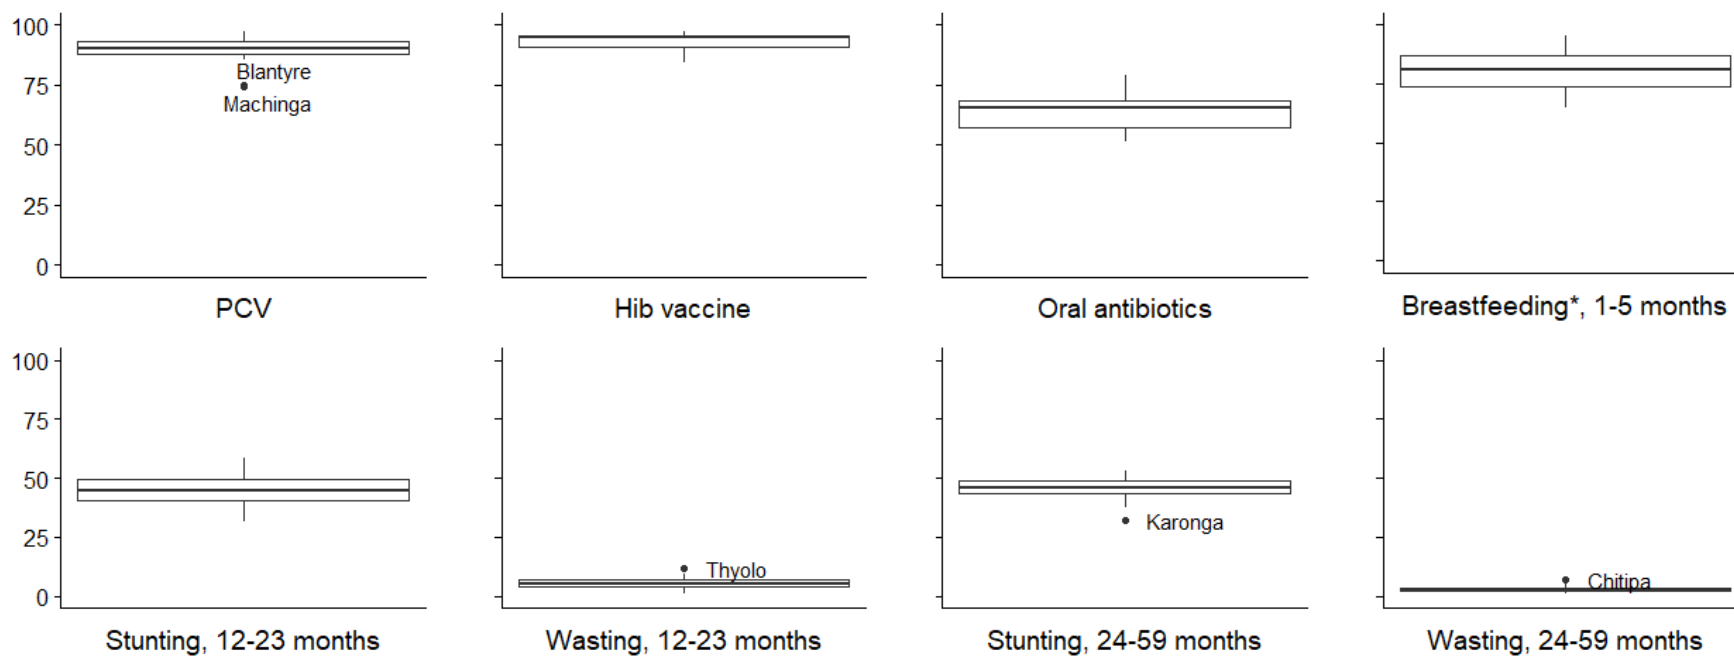 100
75
50
25
0
Blantyre
Machinga
PCV
Hib vaccine
Oral antibiotics
Breastfeeding*, 1-5 months
100
75
50
25
0
Thyolo
Karonga
Chitipa
Stunting, 12-23 months
Wasting, 12-23 months
Stunting, 24-59 months
Wasting, 24-59 months